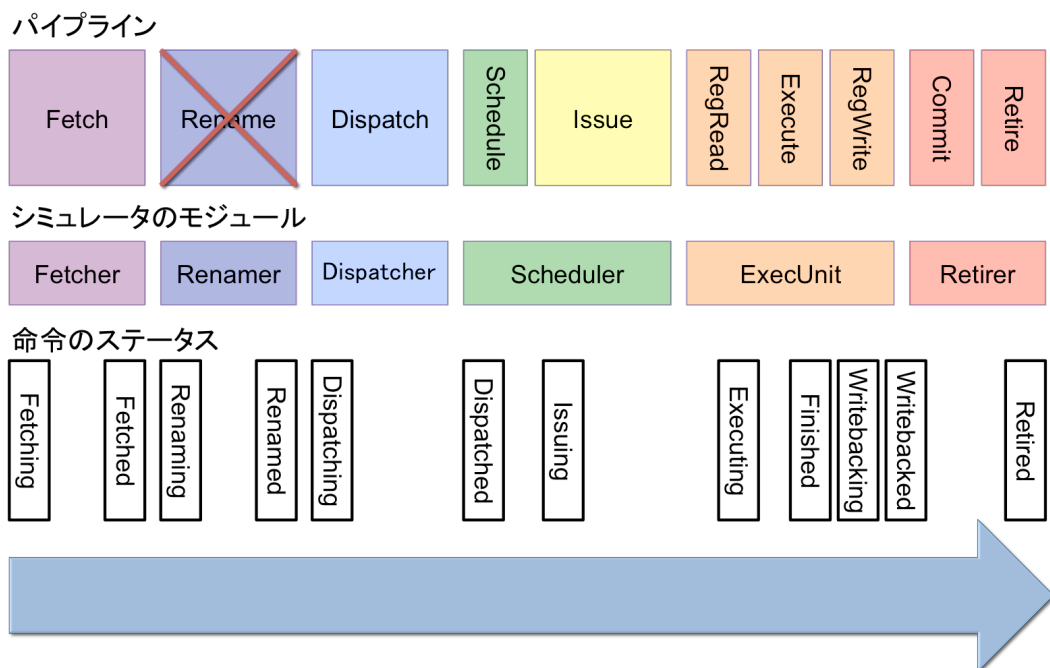 パイプライン
Fetch Rename Dispatch Schedule Issue RegRead Execute RegWrite Commit Retire
シミュレータのモジュール
Fetcher Renamer Dispatcher Scheduler ExecUnit Retirer
命令のステータス
Fetching Fetched Renaming Renamed Dispatching Dispatched Issuing Executing Finished Writebacking Writebacked Retired